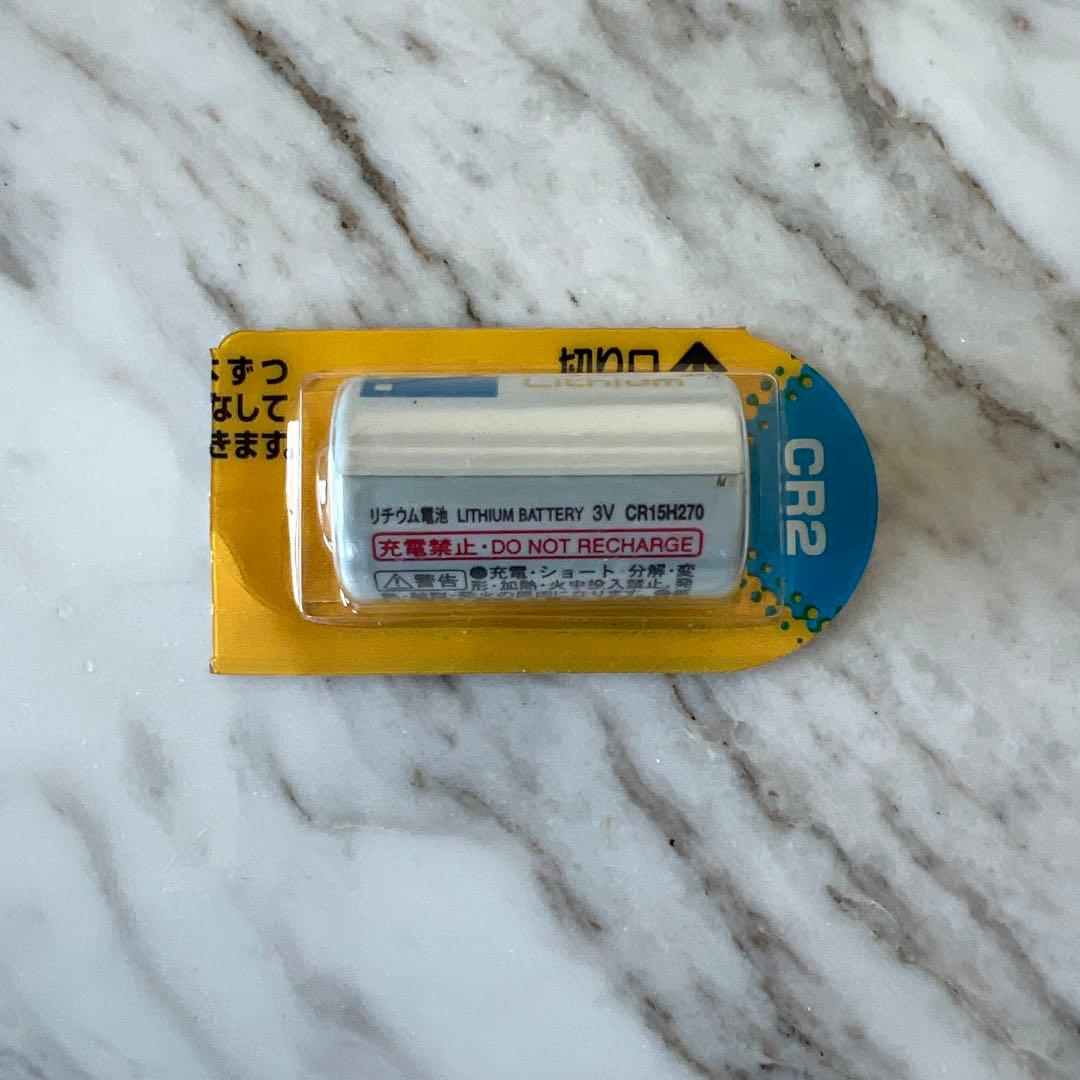 ずつ
なして
きます。
切り口
Lithium
リチウム電池 LITHIUM BATTERY 3V CR15H270
充電禁止・DO NOT RECHARGE
⚠警告 ●充電・ショート 分解・変
形・加熱・火中投入禁止。発
CR2